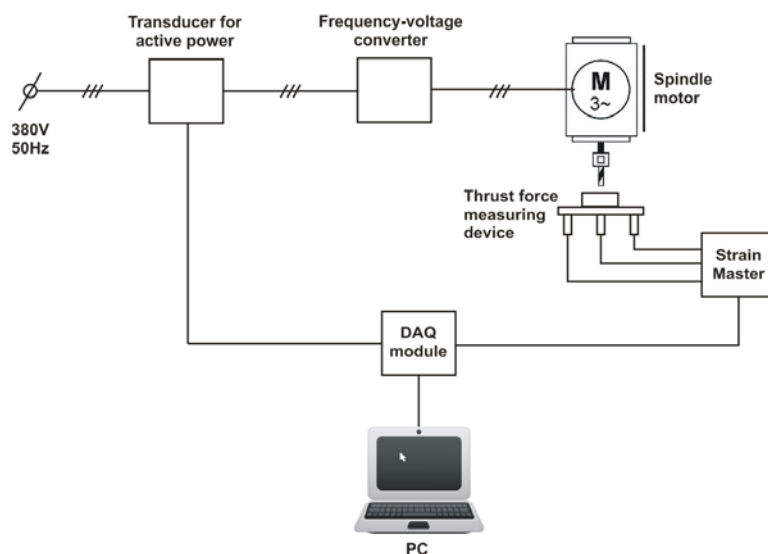 Transducer for
active power
Frequency-voltage
converter
380V
50Hz
M
3~
Spindle
motor
Thrust force
measuring
device
Strain
Master
DAQ
module
PC